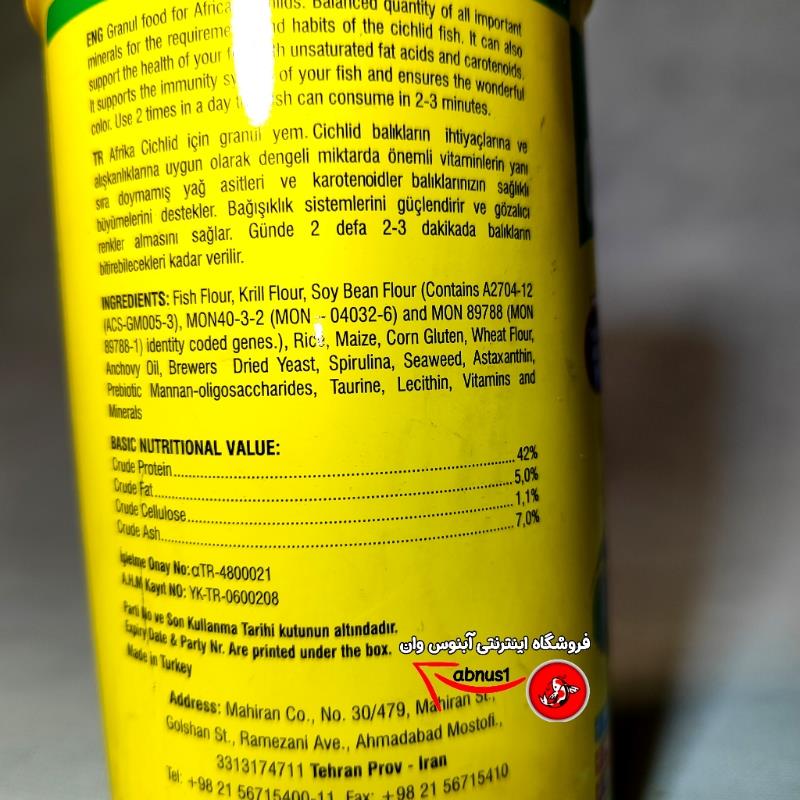 ENG Granul food for Africa Balanced quantity of all important
minerals for the requireme nd habits of the cichlid fish. It can also
support the health of your unsaturated fat acids and carotenoids.
It supports the immunity of your fish and ensures the wonderful
color. Use 2 times in a day can consume in 2-3 minutes.
TR Afrika Cichlid için granül yem. Cichlid balıkların ihtiyaçlarına ve
alışkanlıklarına uygun olarak dengeli miktarda önemli vitaminlerin yanı
sıra doymamış yağ asitleri ve karotenoidler balıklarınızın sağlıklı
büyümelerini destekler. Bağışıklık sistemlerini güçlendirir ve gözalıcı
renkler almasını sağlar. Günde 2 defa 2-3 dakikada balıkların
bitirebilecekleri kadar verilir.
INGREDIENTS: Fish Flour, Krill Flour, Soy Bean Flour (Contains A2704-12
(ACS-GM005-3), MON40-3-2 (MON - 04032-6) and MON 89788 (MON
89788-1) identity coded genes.), Rice, Maize, Corn Gluten, Wheat Flour,
Anchovy Oil, Brewers Dried Yeast, Spirulina, Seaweed, Astaxanthin,
Prebiotic Mannan-oligosaccharides, Taurine, Lecithin, Vitamins and
Minerals
BASIC NUTRITIONAL VALUE:
Crude Protein 42%
Crude Fat 5,0%
Crude Cellulose 1,1%
Crude Ash 7,0%
İşletme Onay No: αTR-4800021
A.H.M Kayıt NO: YK-TR-0600208
Parti No ve Son Kullanma Tarihi kutunun altındadır.
Expiry Date & Party Nr. Are printed under the box.
Made in Turkey
فروشگاه اینترنتی آبنوس وان
abnus1
Address: Mahiran Co., No. 30/479, Mahiran St.,
Golshan St., Ramezani Ave., Ahmadabad Mostofi.,
3313174711 Tehran Prov - Iran
Tel: +98 21 56715400-11 Fax: +98 21 56715410